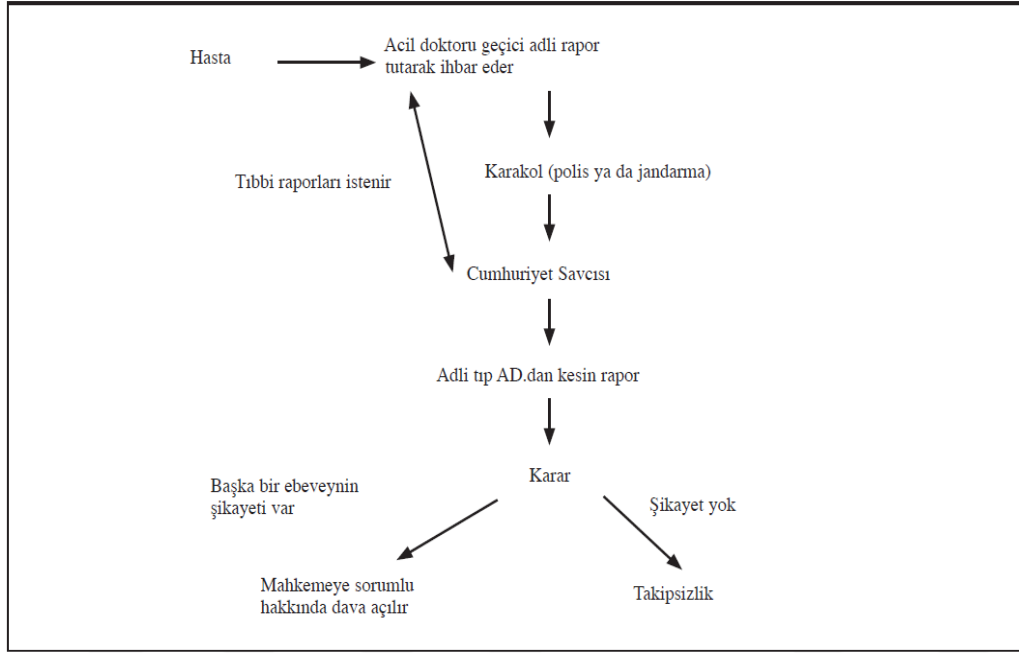 Hasta
Acil doktoru geçici adli rapor
tutarak ihbar eder
Karakol (polis ya da jandarma)
Tıbbi raporları istenir
Cumhuriyet Savcısı
Adli tıp AD.dan kesin rapor
Karar
Başka bir ebeveynin
şikayeti var
Şikayet yok
Mahkemeye sorumlu
hakkında dava açılır
Takipsizlik